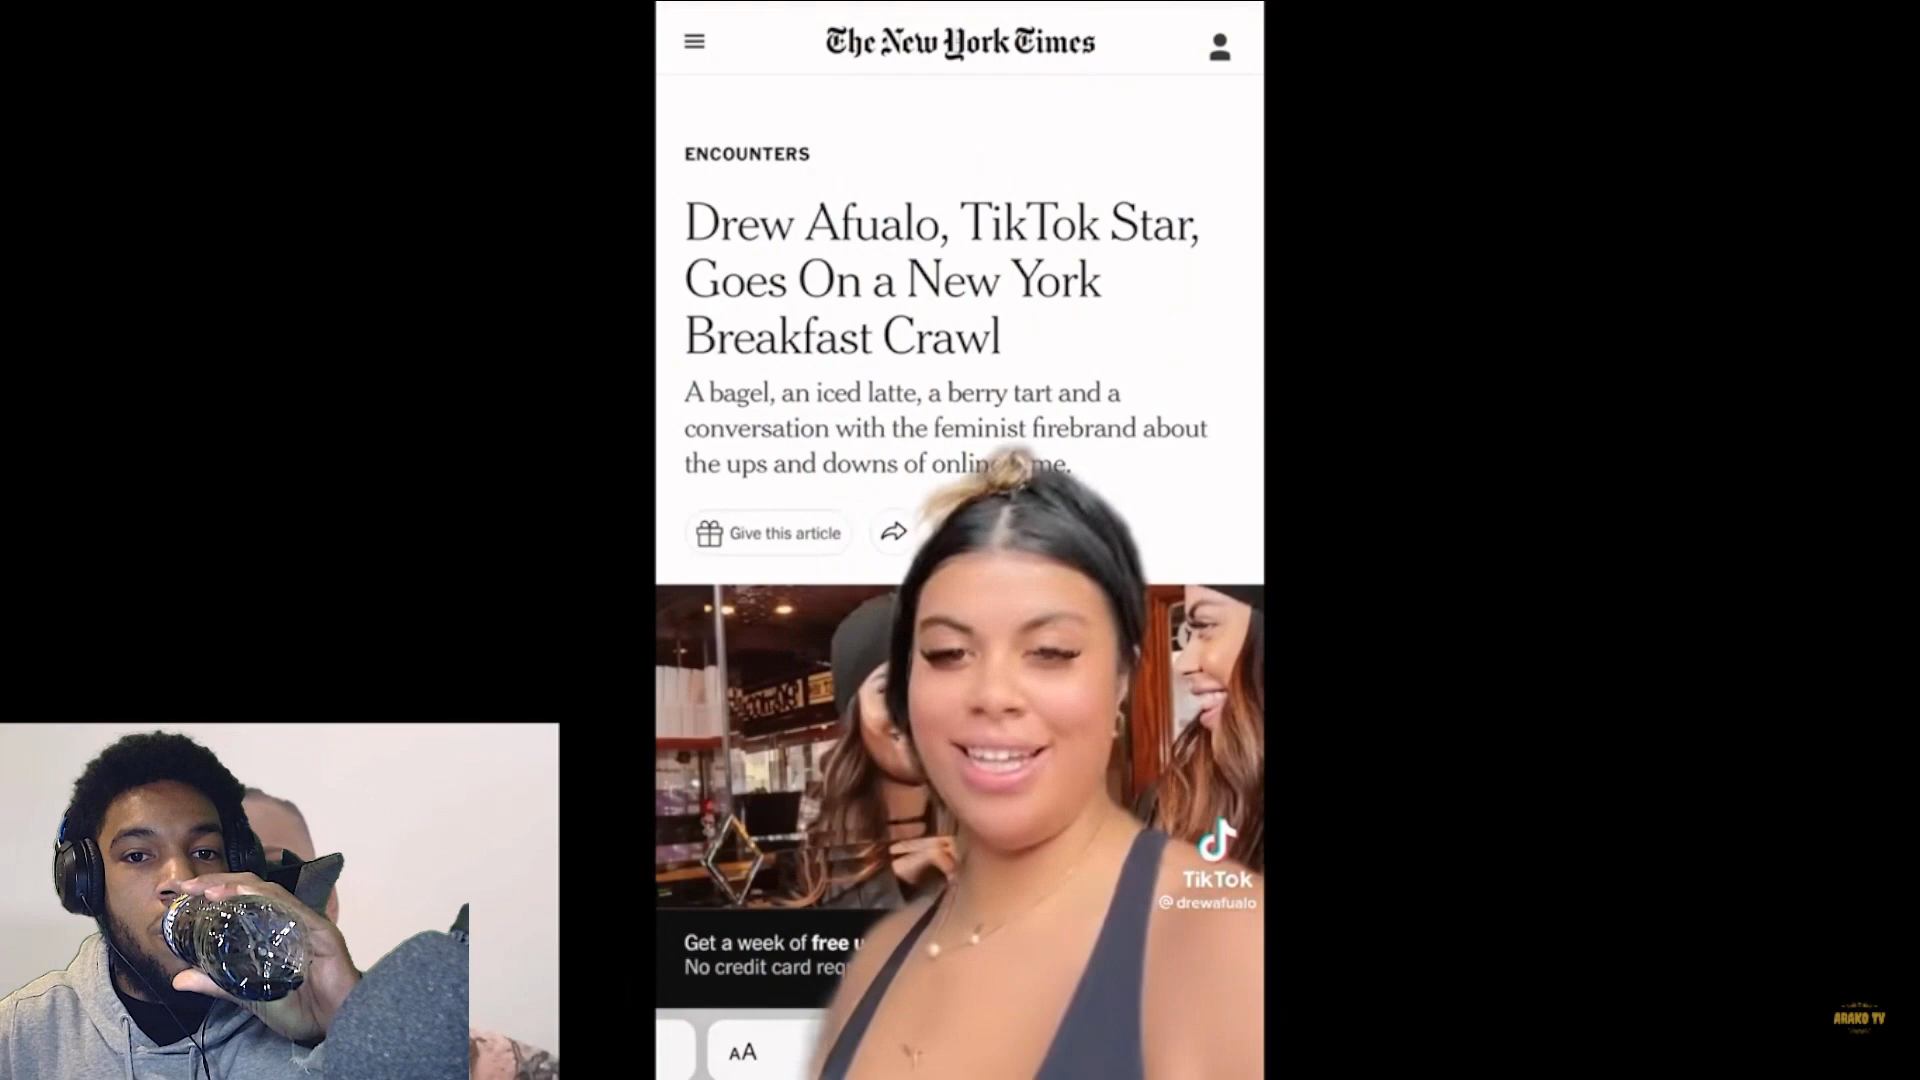 The New York Times
ENCOUNTERS
Drew Afualo, TikTok Star,
Goes On a New York
Breakfast Crawl
A bagel, an iced latte, a berry tart and a
conversation with the feminist firebrand about
the ups and downs of
Give this article
TikTok
@drewafualo
Get a week of free
No credit card
AA
ARAKO TV